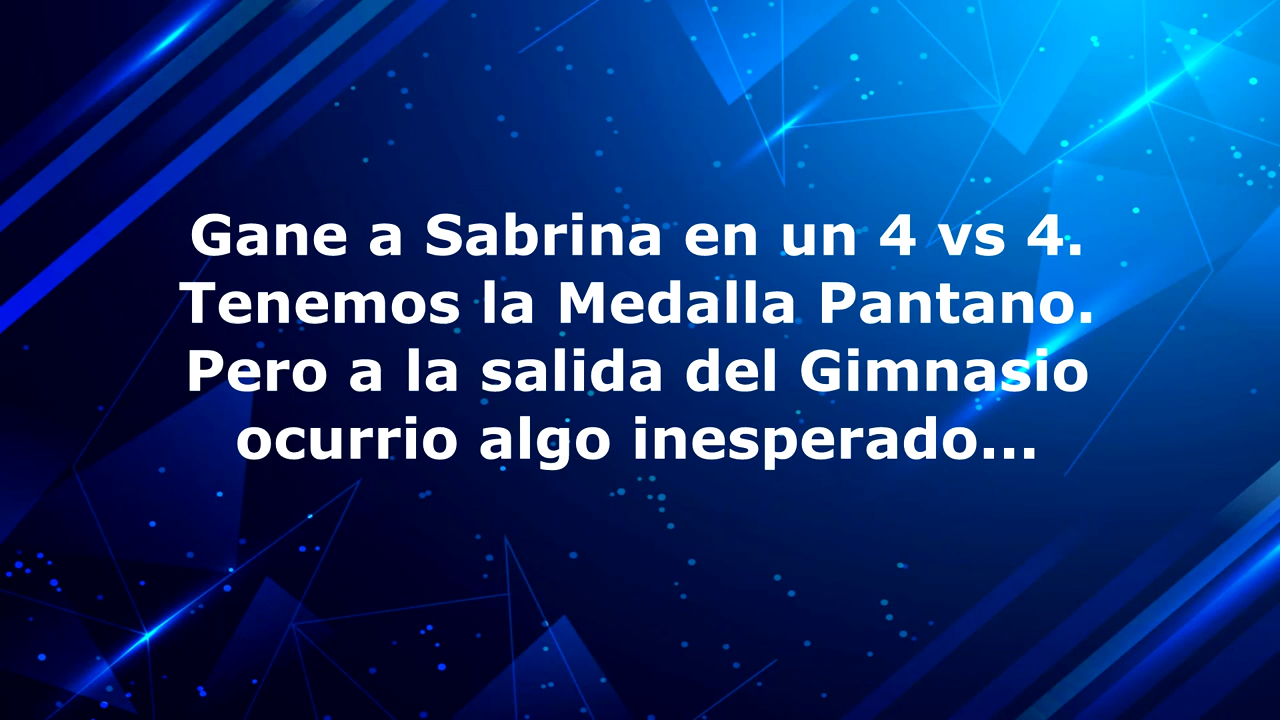 Gane a Sabrina en un 4 vs 4.
Tenemos la Medalla Pantano.
Pero a la salida del Gimnasio
ocurrio algo inesperado...